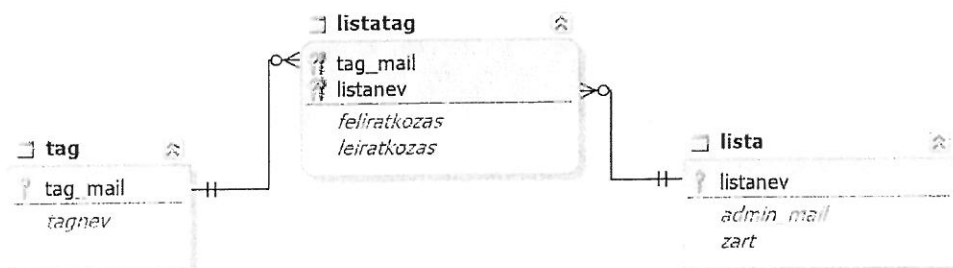 listatag
tag_mail
listanev
feliratkozas
leiratkozas
tag
tag_mail
tagnev
lista
listanev
admin_mail
zart